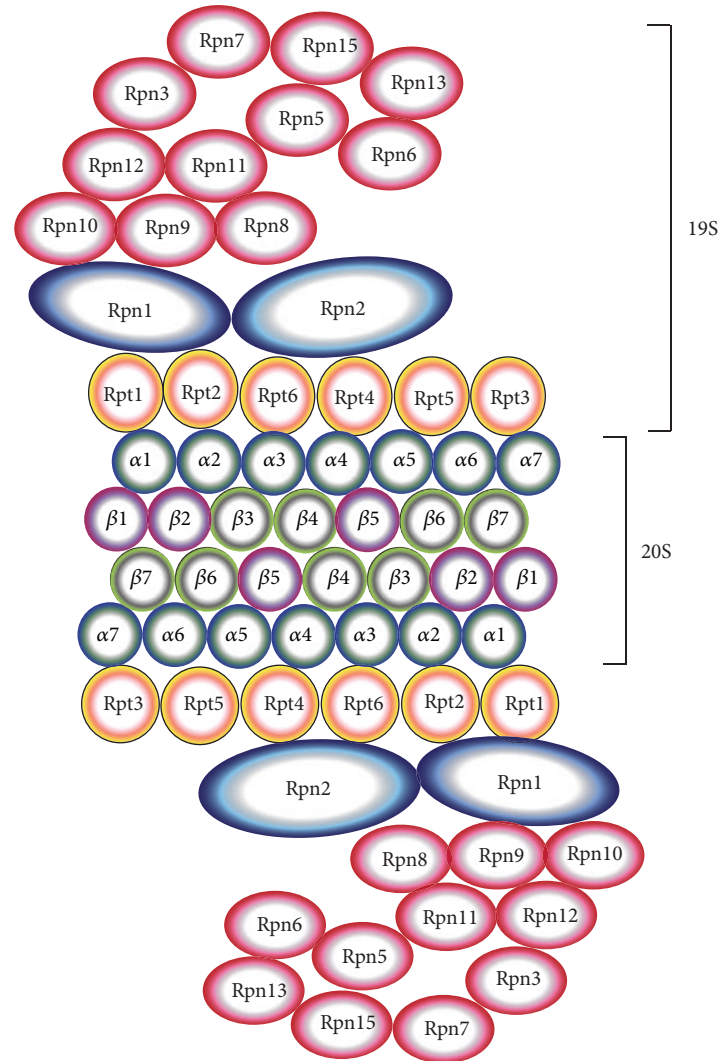 Rpn7 Rpn15
Rpn3 Rpn13
Rpn5
Rpn12 Rpn11 Rpn6
Rpn10 Rpn9 Rpn8
19S
Rpn1 Rpn2
Rpt1 Rpt2 Rpt6 Rpt4 Rpt5 Rpt3
α1 α2 α3 α4 α5 α6 α7
β1 β2 β3 β4 β5 β6 β7
20S
β7 β6 β5 β4 β3 β2 β1
α7 α6 α5 α4 α3 α2 α1
Rpt3 Rpt5 Rpt4 Rpt6 Rpt2 Rpt1
Rpn2 Rpn1
Rpn8 Rpn9 Rpn10
Rpn6 Rpn11 Rpn12
Rpn5
Rpn13 Rpn3
Rpn15 Rpn7